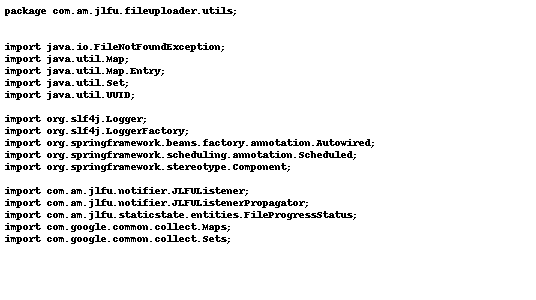 package com.am.jlfu.fileuploader.utils;
import java.io.FileNotFoundException;
import java.util.Map;
import java.util.Map.Entry;
import java.util.Set;
import java.util.UUID;
import org.slf4j.Logger;
import org.slf4j.LoggerFactory;
import org.springframework.beans.factory.annotation.Autowired;
import org.springframework.scheduling.annotation.Scheduled;
import org.springframework.stereotype.Component;
import com.am.jlfu.notifier.JLFUListener;
import com.am.jlfu.notifier.JLFUListenerPropagator;
import com.am.jlfu.staticstate.entities.FileProgressStatus;
import com.google.common.collect.Maps;
import com.google.common.collect.Sets;